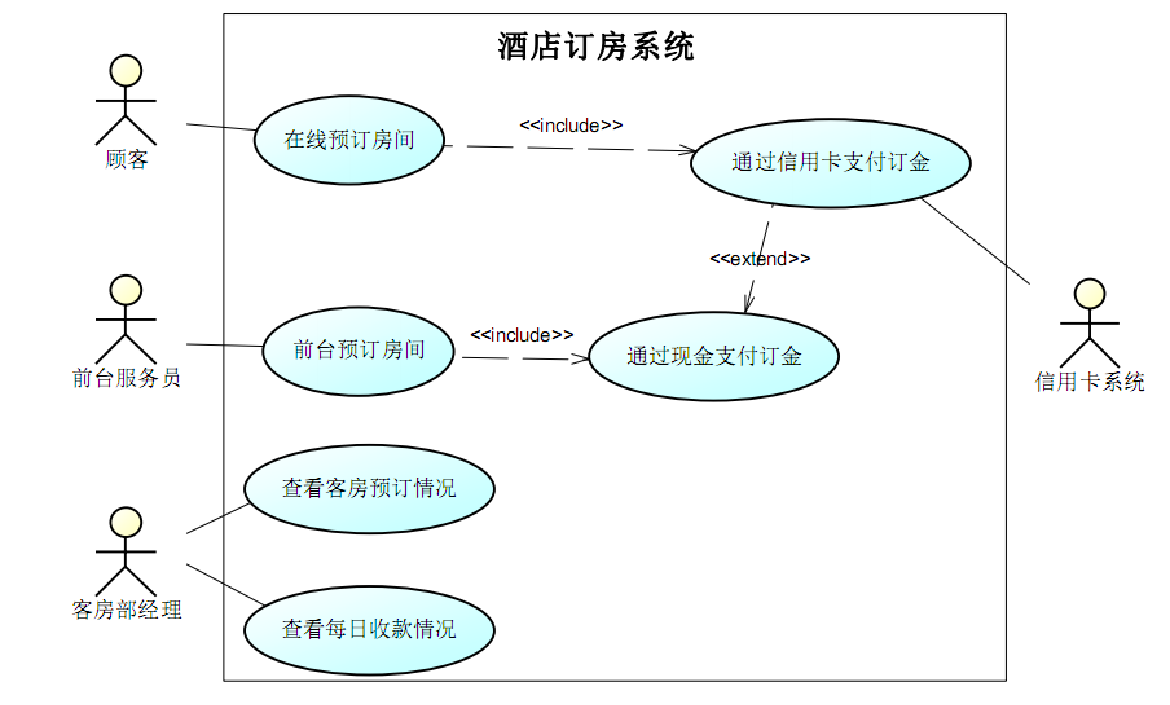 酒店订房系统
顾客
在线预订房间
<<include>>
通过信用卡支付订金
<<extend>>
前台服务员
前台预订房间
<<include>>
通过现金支付订金
信用卡系统
查看客房预订情况
客房部经理
查看每日收款情况